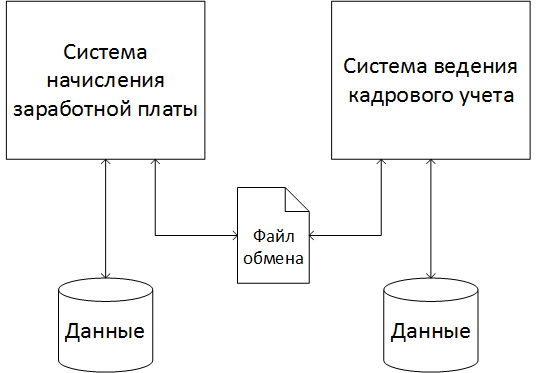 Система
начисления
заработной платы
Система ведения
кадрового учета
Файл
обмена
Данные
Данные